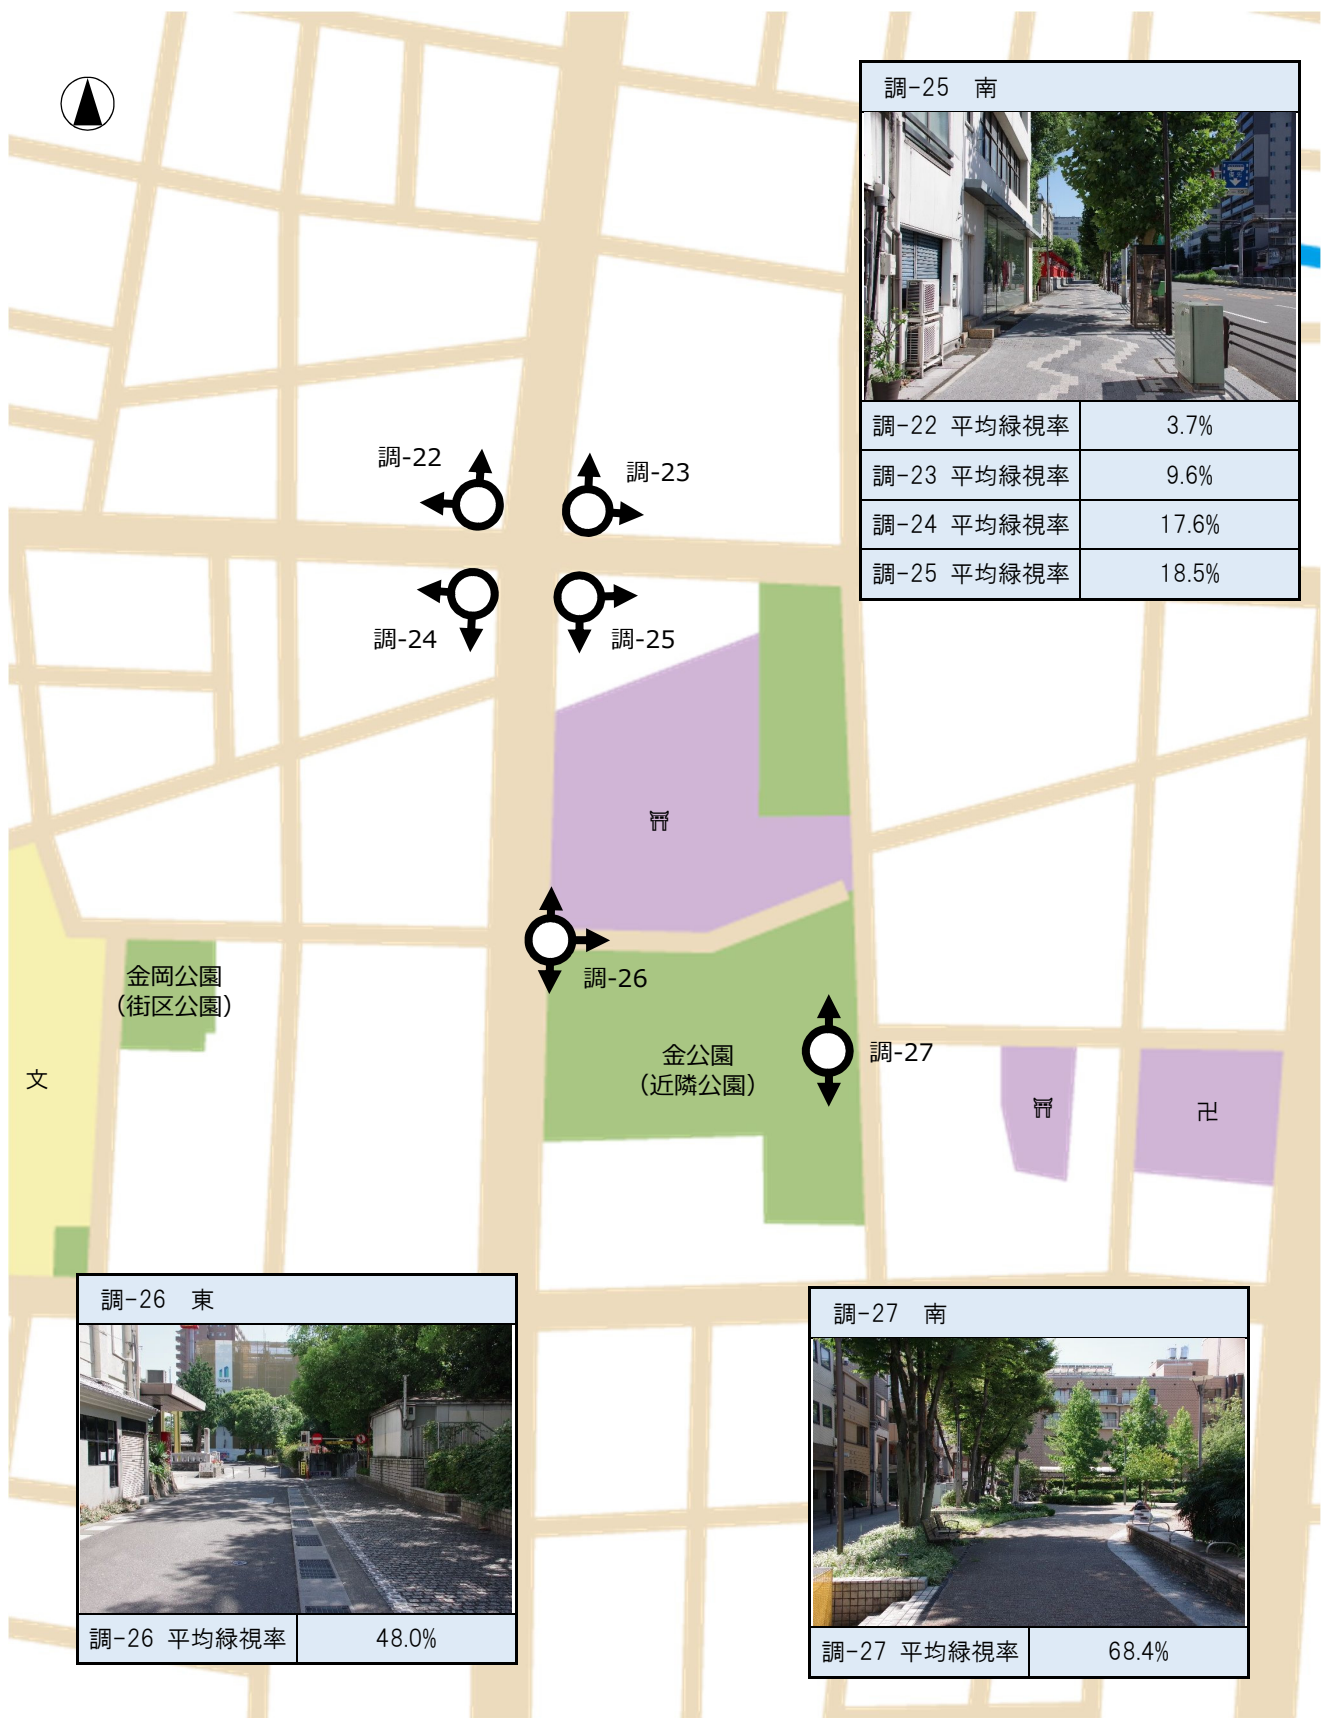 調-25　南
調-22 平均緑視率 3.7%
調-23 平均緑視率 9.6%
調-24 平均緑視率 17.6%
調-25 平均緑視率 18.5%
調-22
調-23
調-24
調-25
調-26
金岡公園
（街区公園）
金公園
（近隣公園）
調-27
文
卍
調-26　東
調-26 平均緑視率 48.0%
調-27　南
調-27 平均緑視率 68.4%